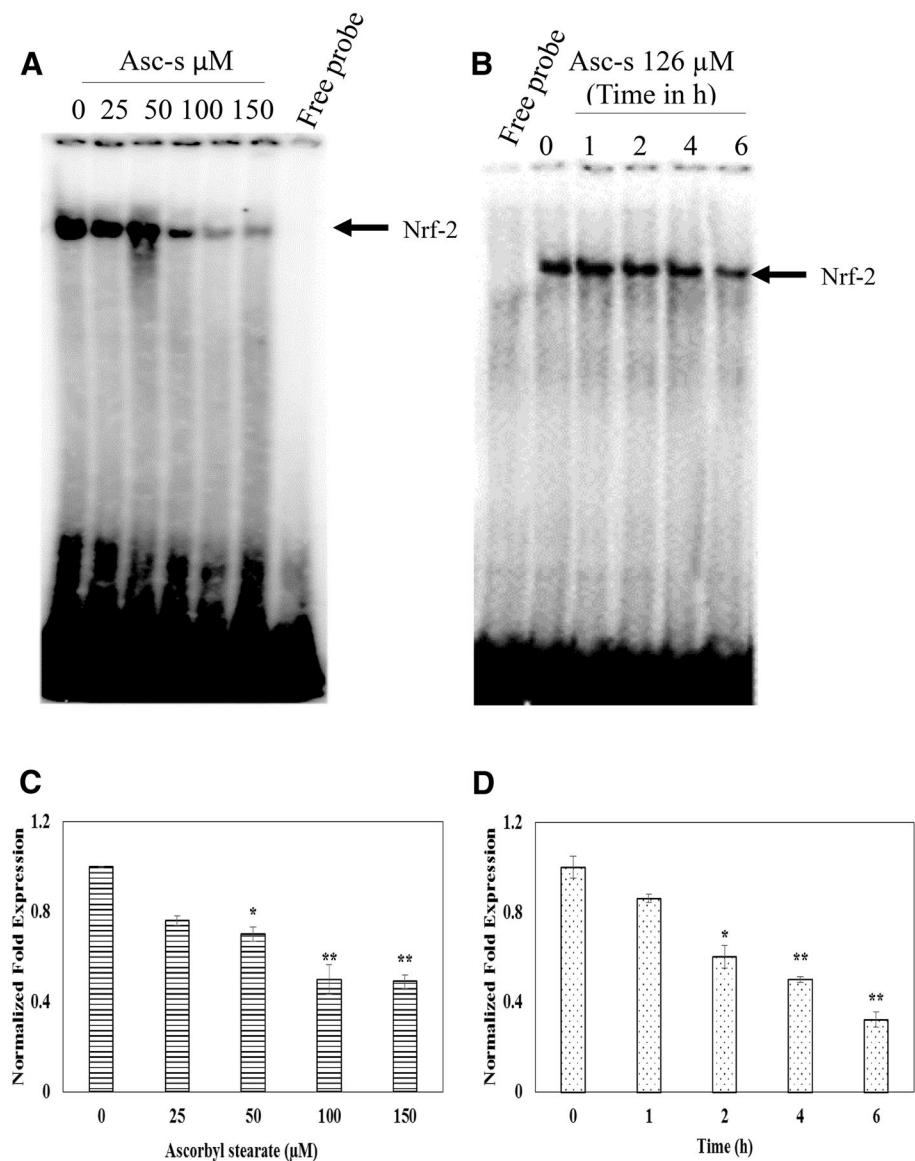 A
Asc-s µM
0 25 50 100 150
Free probe
Nrf-2
B
Free probe
Asc-s 126 µM
(Time in h)
0 1 2 4 6
Nrf-2
C
Normalized Fold Expression
1.2
0.8
0.4
0
*
**
**
0 25 50 100 150
Ascorbyl stearate (µM)
D
Normalized Fold Expression
1.2
0.8
0.4
0
*
**
**
0 1 2 4 6
Time (h)